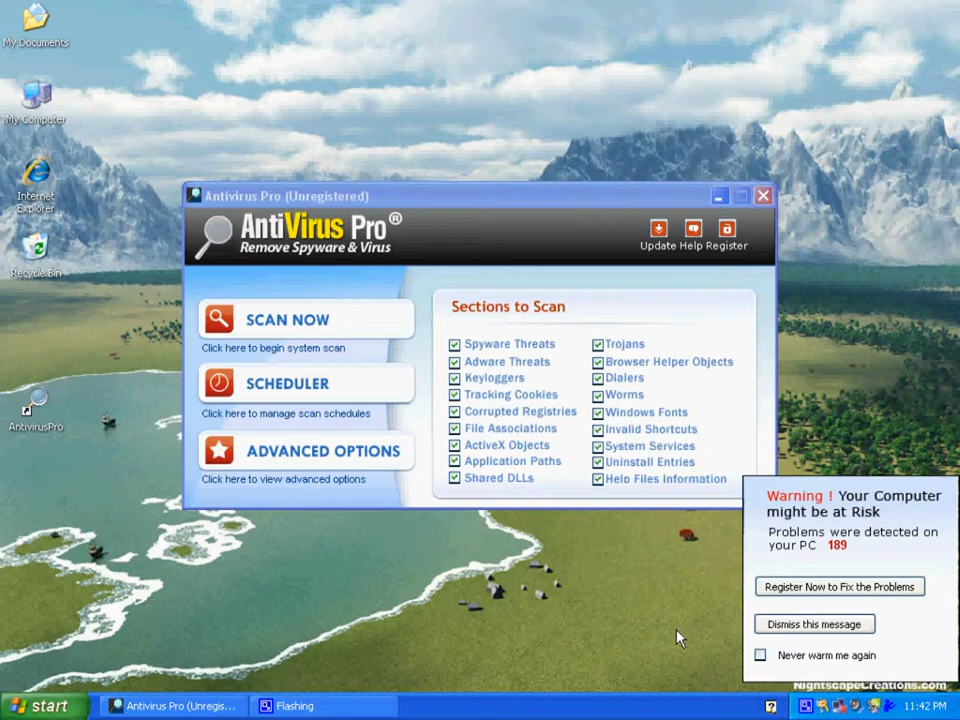 My Documents
My Computer
Internet
Explorer
Recycle Bin
AntivirusPro
Antivirus Pro (Unregistered)
AntiVirus Pro®
Remove Spyware & Virus
Update Help Register
SCAN NOW
Click here to begin system scan
SCHEDULER
Click here to manage scan schedules
ADVANCED OPTIONS
Click here to view advanced options
Sections to Scan
Spyware Threats
Adware Threats
Keyloggers
Tracking Cookies
Corrupted Registries
File Associations
ActiveX Objects
Application Paths
Shared DLLs
Trojans
Browser Helper Objects
Dialers
Worms
Windows Fonts
Invalid Shortcuts
System Services
Uninstall Entries
Help Files Information
Warning ! Your Computer
might be at Risk
Problems were detected on
your PC 189
Register Now to Fix the Problems
Dismiss this message
Never warm me again
NightscapeCreations.com
start
Antivirus Pro (Unregis...
Flashing
11:42 PM